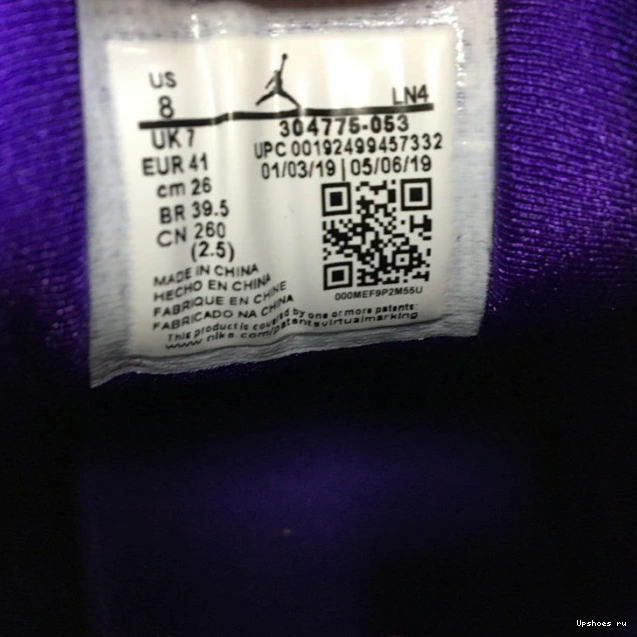 US
8
LN4
UK 7
304775-053
EUR 41
UPC 00192499457332
cm 26
01/03/19 | 05/06/19
BR 39.5
CN 260
(2.5)
000MEF9P2M55U
MADE IN CHINA
HECHO EN CHINA
FABRIQUE EN CHINE
FABRICADO NA CHINA
This product is covered by one or more patents:
www.nike.com/patentsvirtualmarking
Upshoes ru